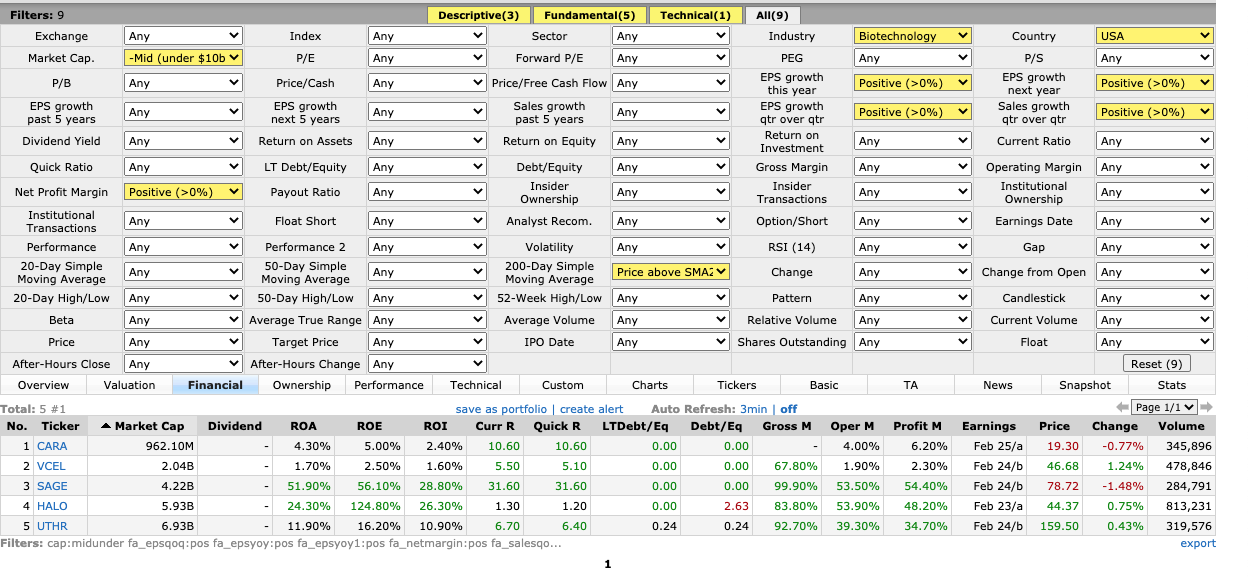 Filters: 9 Descriptive(3) Fundamental(5) Technical(1) All(9)
Exchange Any Index Any Sector Any Industry Biotechnology Country USA
Market Cap. -Mid (under $10b P/E Any Forward P/E Any PEG Any P/S Any
P/B Any Price/Cash Any Price/Free Cash Flow Any EPS growth this year Positive (>0%) EPS growth next year Positive (>0%)
EPS growth past 5 years Any EPS growth next 5 years Any Sales growth past 5 years Any EPS growth qtr over qtr Positive (>0%) Sales growth qtr over qtr Positive (>0%)
Dividend Yield Any Return on Assets Any Return on Equity Any Return on Investment Any Current Ratio Any
Quick Ratio Any LT Debt/Equity Any Debt/Equity Any Gross Margin Any Operating Margin Any
Net Profit Margin Positive (>0%) Payout Ratio Any Insider Ownership Any Insider Transactions Any Institutional Ownership Any
Institutional Transactions Any Float Short Any Analyst Recom. Any Option/Short Any Earnings Date Any
Performance Any Performance 2 Any Volatility Any RSI (14) Any Gap Any
20-Day Simple Moving Average Any 50-Day Simple Moving Average Any 200-Day Simple Moving Average Price above SMA2 Change Any Change from Open Any
20-Day High/Low Any 50-Day High/Low Any 52-Week High/Low Any Pattern Any Candlestick Any
Beta Any Average True Range Any Average Volume Any Relative Volume Any Current Volume Any
Price Any Target Price Any IPO Date Any Shares Outstanding Any Float Any
After-Hours Close Any After-Hours Change Any Reset (9)
Overview Valuation Financial Ownership Performance Technical Custom Charts Tickers Basic TA News Snapshot Stats
Total: 5 #1 save as portfolio | create alert Auto Refresh: 3min | off Page 1/1
No. Ticker Market Cap Dividend ROA ROE ROI Curr R Quick R LTDebt/Eq Debt/Eq Gross M Oper M Profit M Earnings Price Change Volume
1 CARA 962.10M - 4.30% 5.00% 2.40% 10.60 10.60 0.00 0.00 - 4.00% 6.20% Feb 25/a 19.30 -0.77% 345,896
2 VCEL 2.04B - 1.70% 2.50% 1.60% 5.50 5.10 0.00 0.00 67.80% 1.90% 2.30% Feb 24/b 46.68 1.24% 478,846
3 SAGE 4.22B - 51.90% 56.10% 28.80% 31.60 31.60 0.00 0.00 99.90% 53.50% 54.40% Feb 24/b 78.72 -1.48% 284,791
4 HALO 5.93B - 24.30% 124.80% 26.30% 1.30 1.20 0.00 2.63 83.80% 53.90% 48.20% Feb 23/a 44.37 0.75% 813,231
5 UTHR 6.93B - 11.90% 16.20% 10.90% 6.70 6.40 0.24 0.24 92.70% 39.30% 34.70% Feb 24/b 159.50 0.43% 319,576
Filters: cap:midunder fa_epsqoq:pos fa_epsyoy:pos fa_epsyoy1:pos fa_netmargin:pos fa_salesqo... export
1